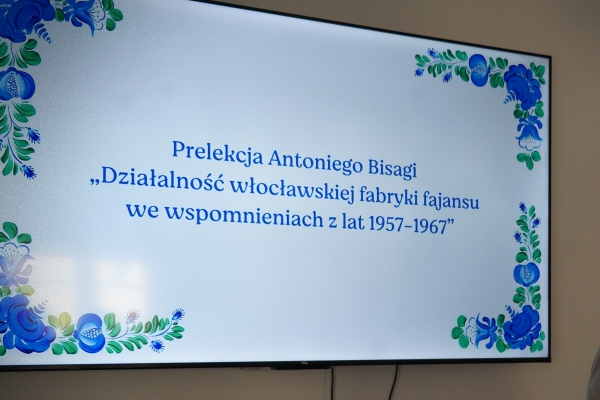 Prelekcja Antoniego Bisagi
„Działalność włocławskiej fabryki fajansu
we wspomnieniach z lat 1957–1967”